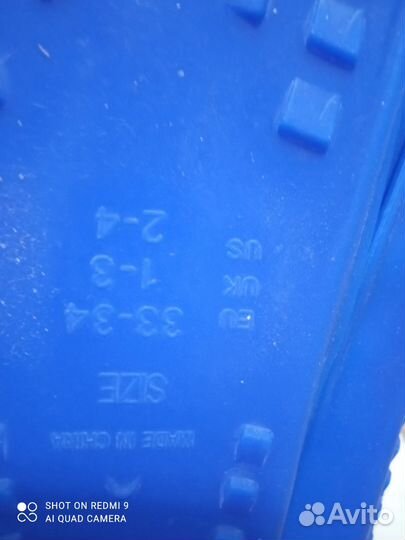 MADE IN CHINA
SIZE
EU 33-34
UK 1-3
US 2-4
SHOT ON REDMI 9
AI QUAD CAMERA
Avito